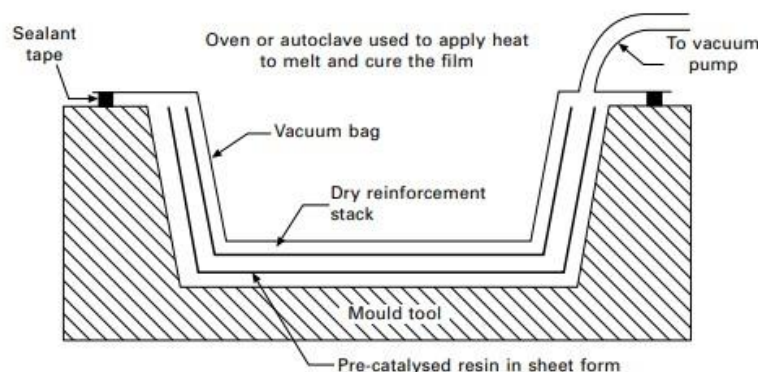 Sealant
tape
Oven or autoclave used to apply heat
to melt and cure the film
To vacuum
pump
Vacuum bag
Dry reinforcement
stack
Mould tool
Pre-catalysed resin in sheet form